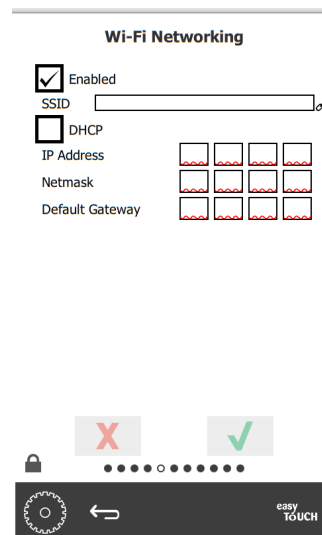 Wi-Fi Networking
Enabled
SSID
DHCP
IP Address
Netmask
Default Gateway
X
easy
TOUCH